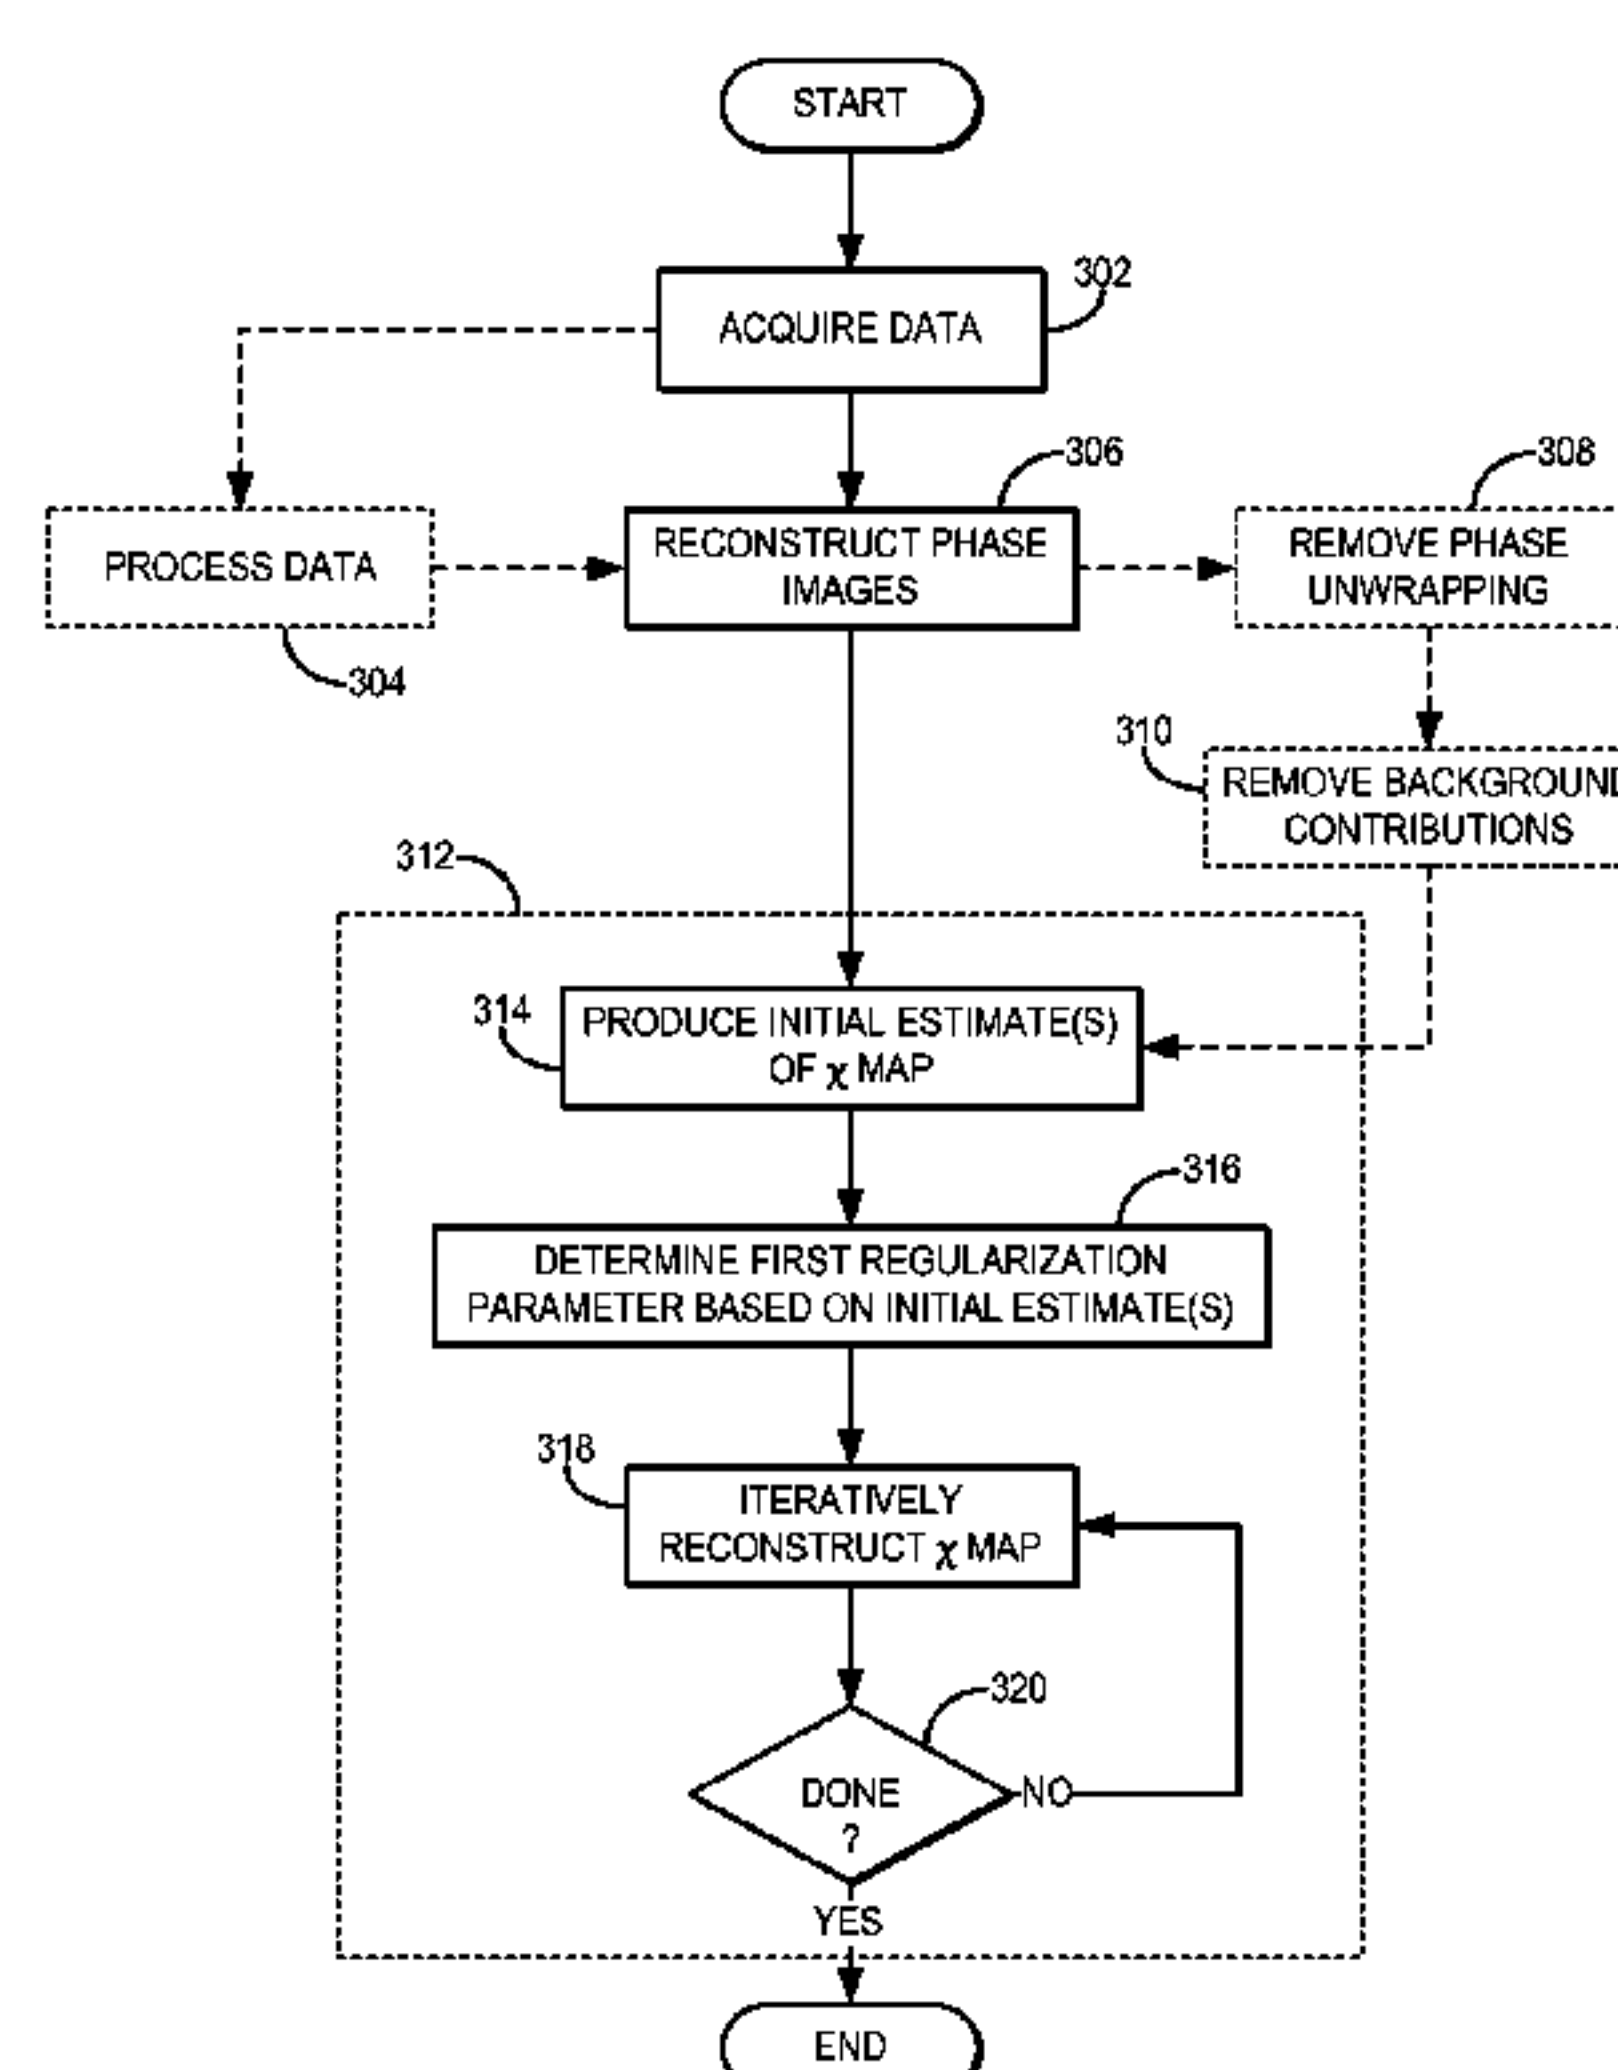 START
302
ACQUIRE DATA
306
308
PROCESS DATA
RECONSTRUCT PHASE
IMAGES
REMOVE PHASE
UNWRAPPING
304
310
REMOVE BACKGROUND
CONTRIBUTIONS
312
314
PRODUCE INITIAL ESTIMATE(S)
OF χ MAP
316
DETERMINE FIRST REGULARIZATION
PARAMETER BASED ON INITIAL ESTIMATE(S)
318
ITERATIVELY
RECONSTRUCT χ MAP
320
DONE
?
NO
YES
END